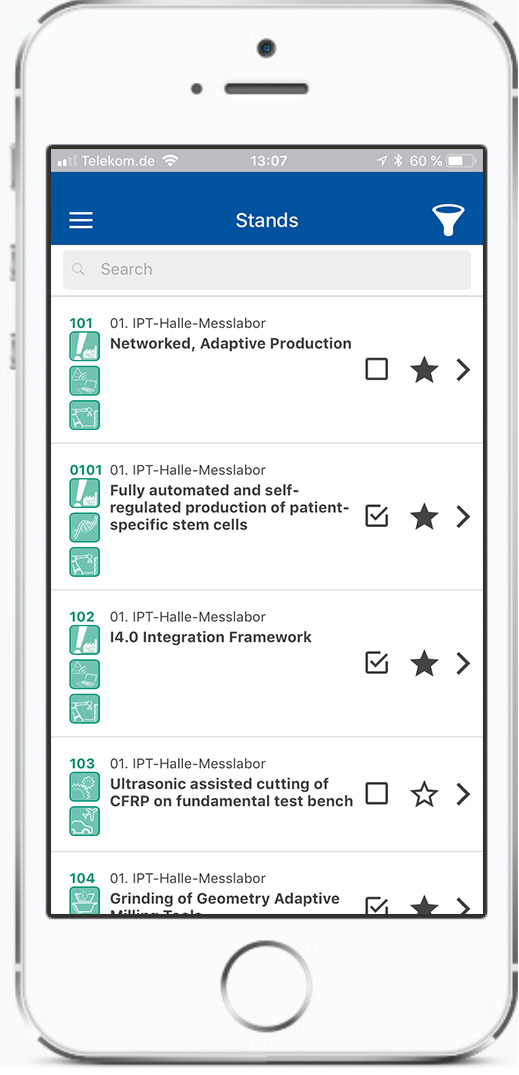 Telekom.de 13:07 60 %
Stands
Search
101 01. IPT-Halle-Messlabor
Networked, Adaptive Production
0101 01. IPT-Halle-Messlabor
Fully automated and self-
regulated production of patient-
specific stem cells
102 01. IPT-Halle-Messlabor
I4.0 Integration Framework
103 01. IPT-Halle-Messlabor
Ultrasonic assisted cutting of
CFRP on fundamental test bench
104 01. IPT-Halle-Messlabor
Grinding of Geometry Adaptive
Milling Tools